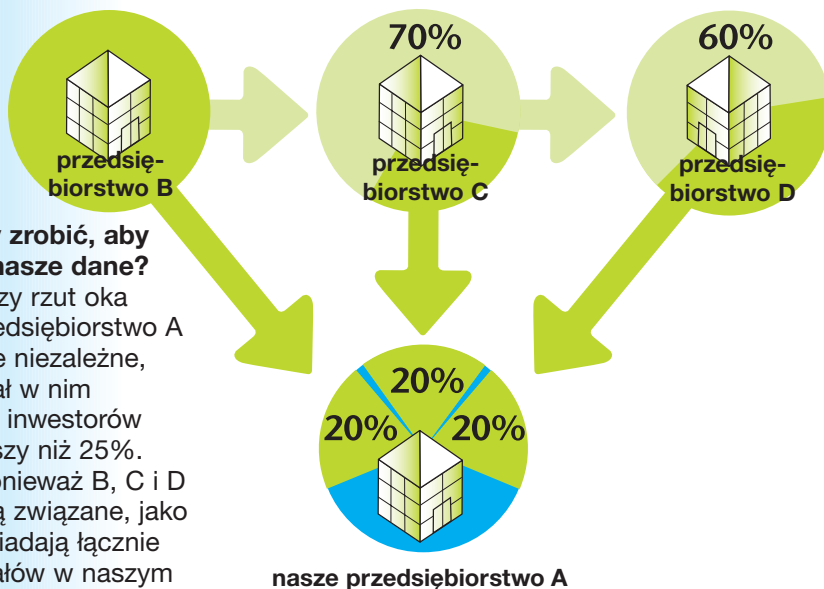 70%
60%
przedsię-
biorstwo B
przedsię-
biorstwo C
przedsię-
biorstwo D
zrobić, aby
nasze dane?
zy rzut oka
edsiębiorstwo A
e niezależne,
ał w nim
inwestorów
szy niż 25%.
onieważ B, C i D
ą związane, jako
iadają łącznie
ałów w naszym
20%
20%
20%
nasze przedsiębiorstwo A